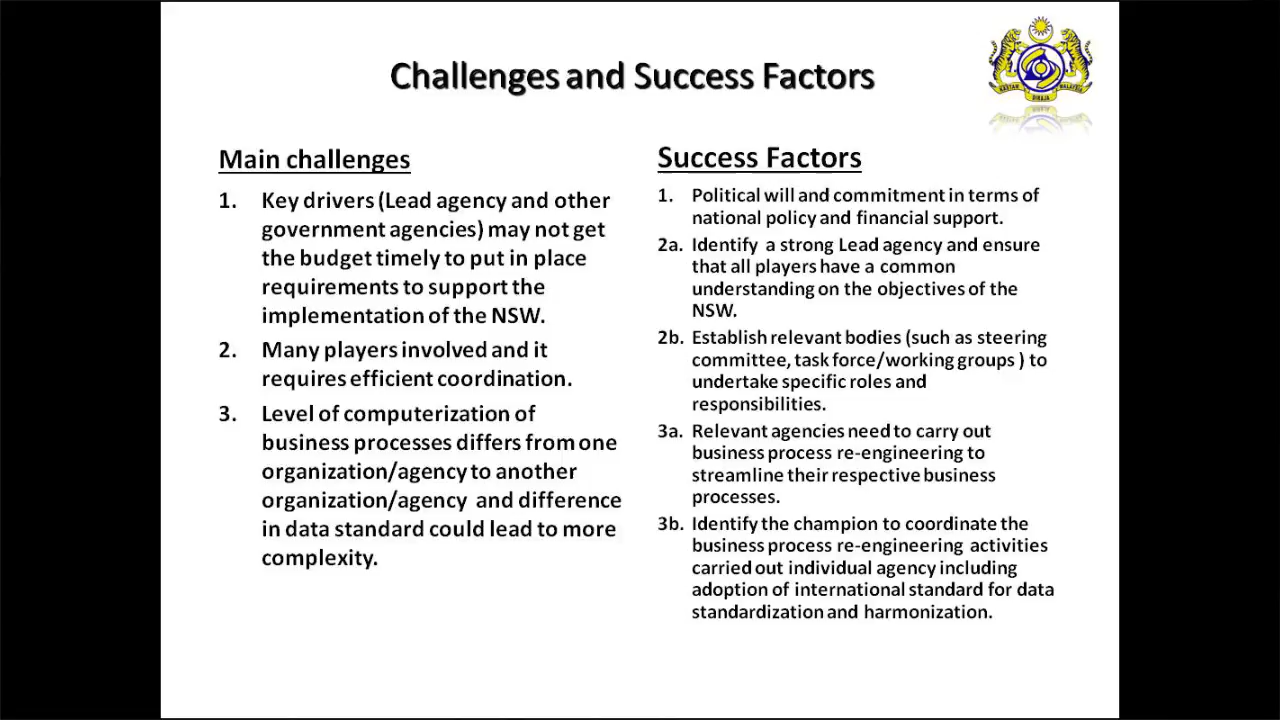 Challenges and Success Factors
KASTAM DIRAJA MALAYSIA
Main challenges
1. Key drivers (Lead agency and other
government agencies) may not get
the budget timely to put in place
requirements to support the
implementation of the NSW.
2. Many players involved and it
requires efficient coordination.
3. Level of computerization of
business processes differs from one
organization/agency to another
organization/agency and difference
in data standard could lead to more
complexity.
Success Factors
1. Political will and commitment in terms of
national policy and financial support.
2a. Identify a strong Lead agency and ensure
that all players have a common
understanding on the objectives of the
NSW.
2b. Establish relevant bodies (such as steering
committee, task force/working groups ) to
undertake specific roles and
responsibilities.
3a. Relevant agencies need to carry out
business process re-engineering to
streamline their respective business
processes.
3b. Identify the champion to coordinate the
business process re-engineering activities
carried out individual agency including
adoption of international standard for data
standardization and harmonization.